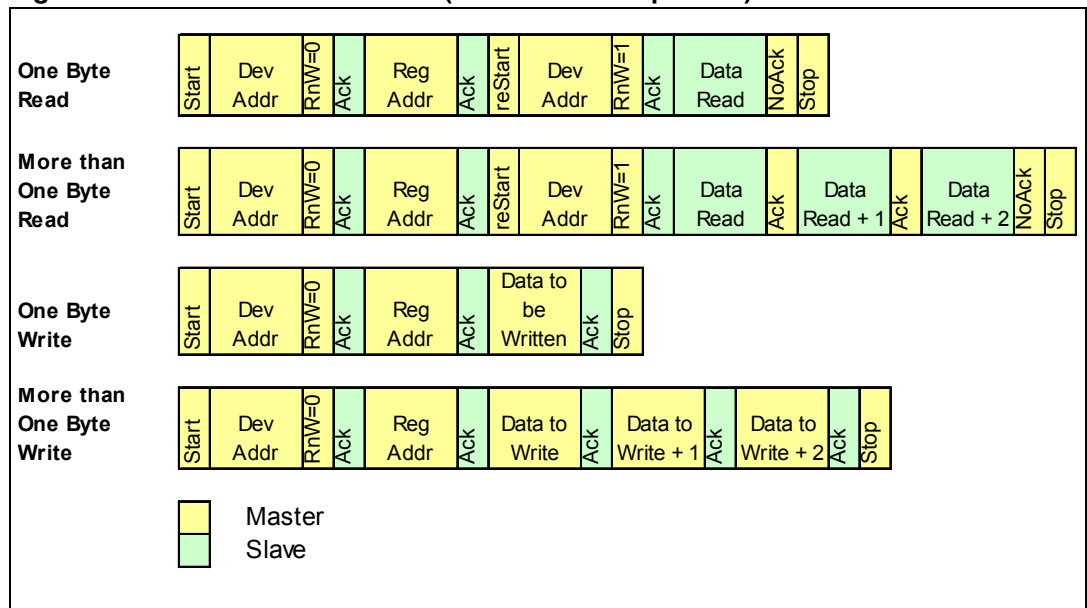 One Byte
Read
Start
Dev
Addr
RnW=0
Ack
Reg
Addr
Ack
reStart
Dev
Addr
RnW=1
Ack
Data
Read
NoAck
Stop
More than
One Byte
Read
Start
Dev
Addr
RnW=0
Ack
Reg
Addr
Ack
reStart
Dev
Addr
RnW=1
Ack
Data
Read
Ack
Data
Read + 1
Ack
Data
Read + 2
NoAck
Stop
One Byte
Write
Start
Dev
Addr
RnW=0
Ack
Reg
Addr
Ack
Data to
be
Written
Ack
Stop
More than
One Byte
Write
Start
Dev
Addr
RnW=0
Ack
Reg
Addr
Ack
Data to
Write
Ack
Data to
Write + 1
Ack
Data to
Write + 2
Ack
Stop
Master
Slave